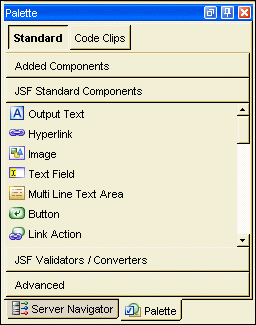 Palette
Standard Code Clips
Added Components
JSF Standard Components
Output Text
Hyperlink
Image
Text Field
Multi Line Text Area
Button
Link Action
JSF Validators / Converters
Advanced
Server Navigator Palette